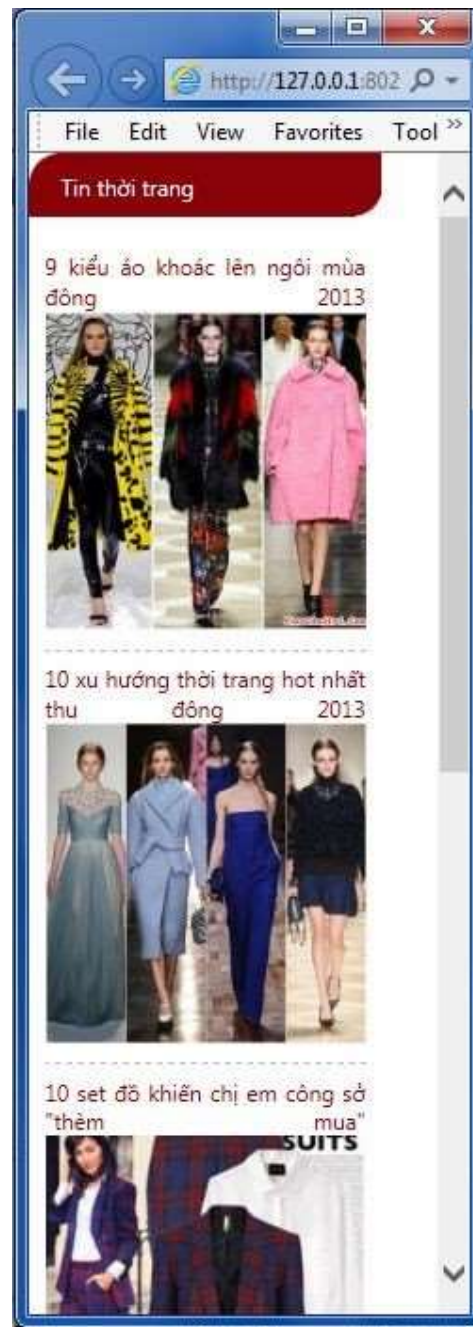 http://127.0.0.1:802
File Edit View Favorites Tool »
Tin thời trang
9 kiểu áo khoác lên ngôi mùa
đông 2013
10 xu hướng thời trang hot nhất
thu đông 2013
10 set đồ khiến chị em công sở
"thèm mua"
SUITS